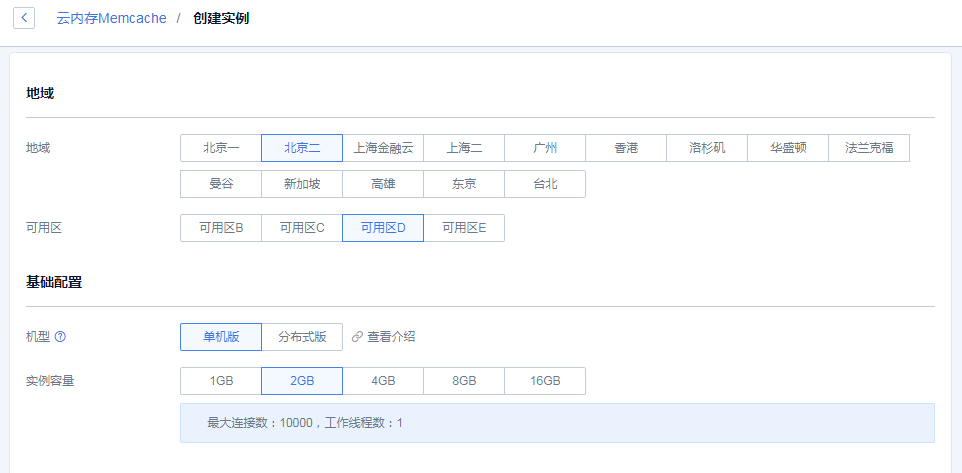 云内存Memcache / 创建实例
地域
地域 北京一 北京二 上海金融云 上海二 广州 香港 洛杉矶 华盛顿 法兰克福
曼谷 新加坡 高雄 东京 台北
可用区 可用区B 可用区C 可用区D 可用区E
基础配置
机型 单机版 分布式版 查看介绍
实例容量 1GB 2GB 4GB 8GB 16GB
最大连接数：10000，工作线程数：1